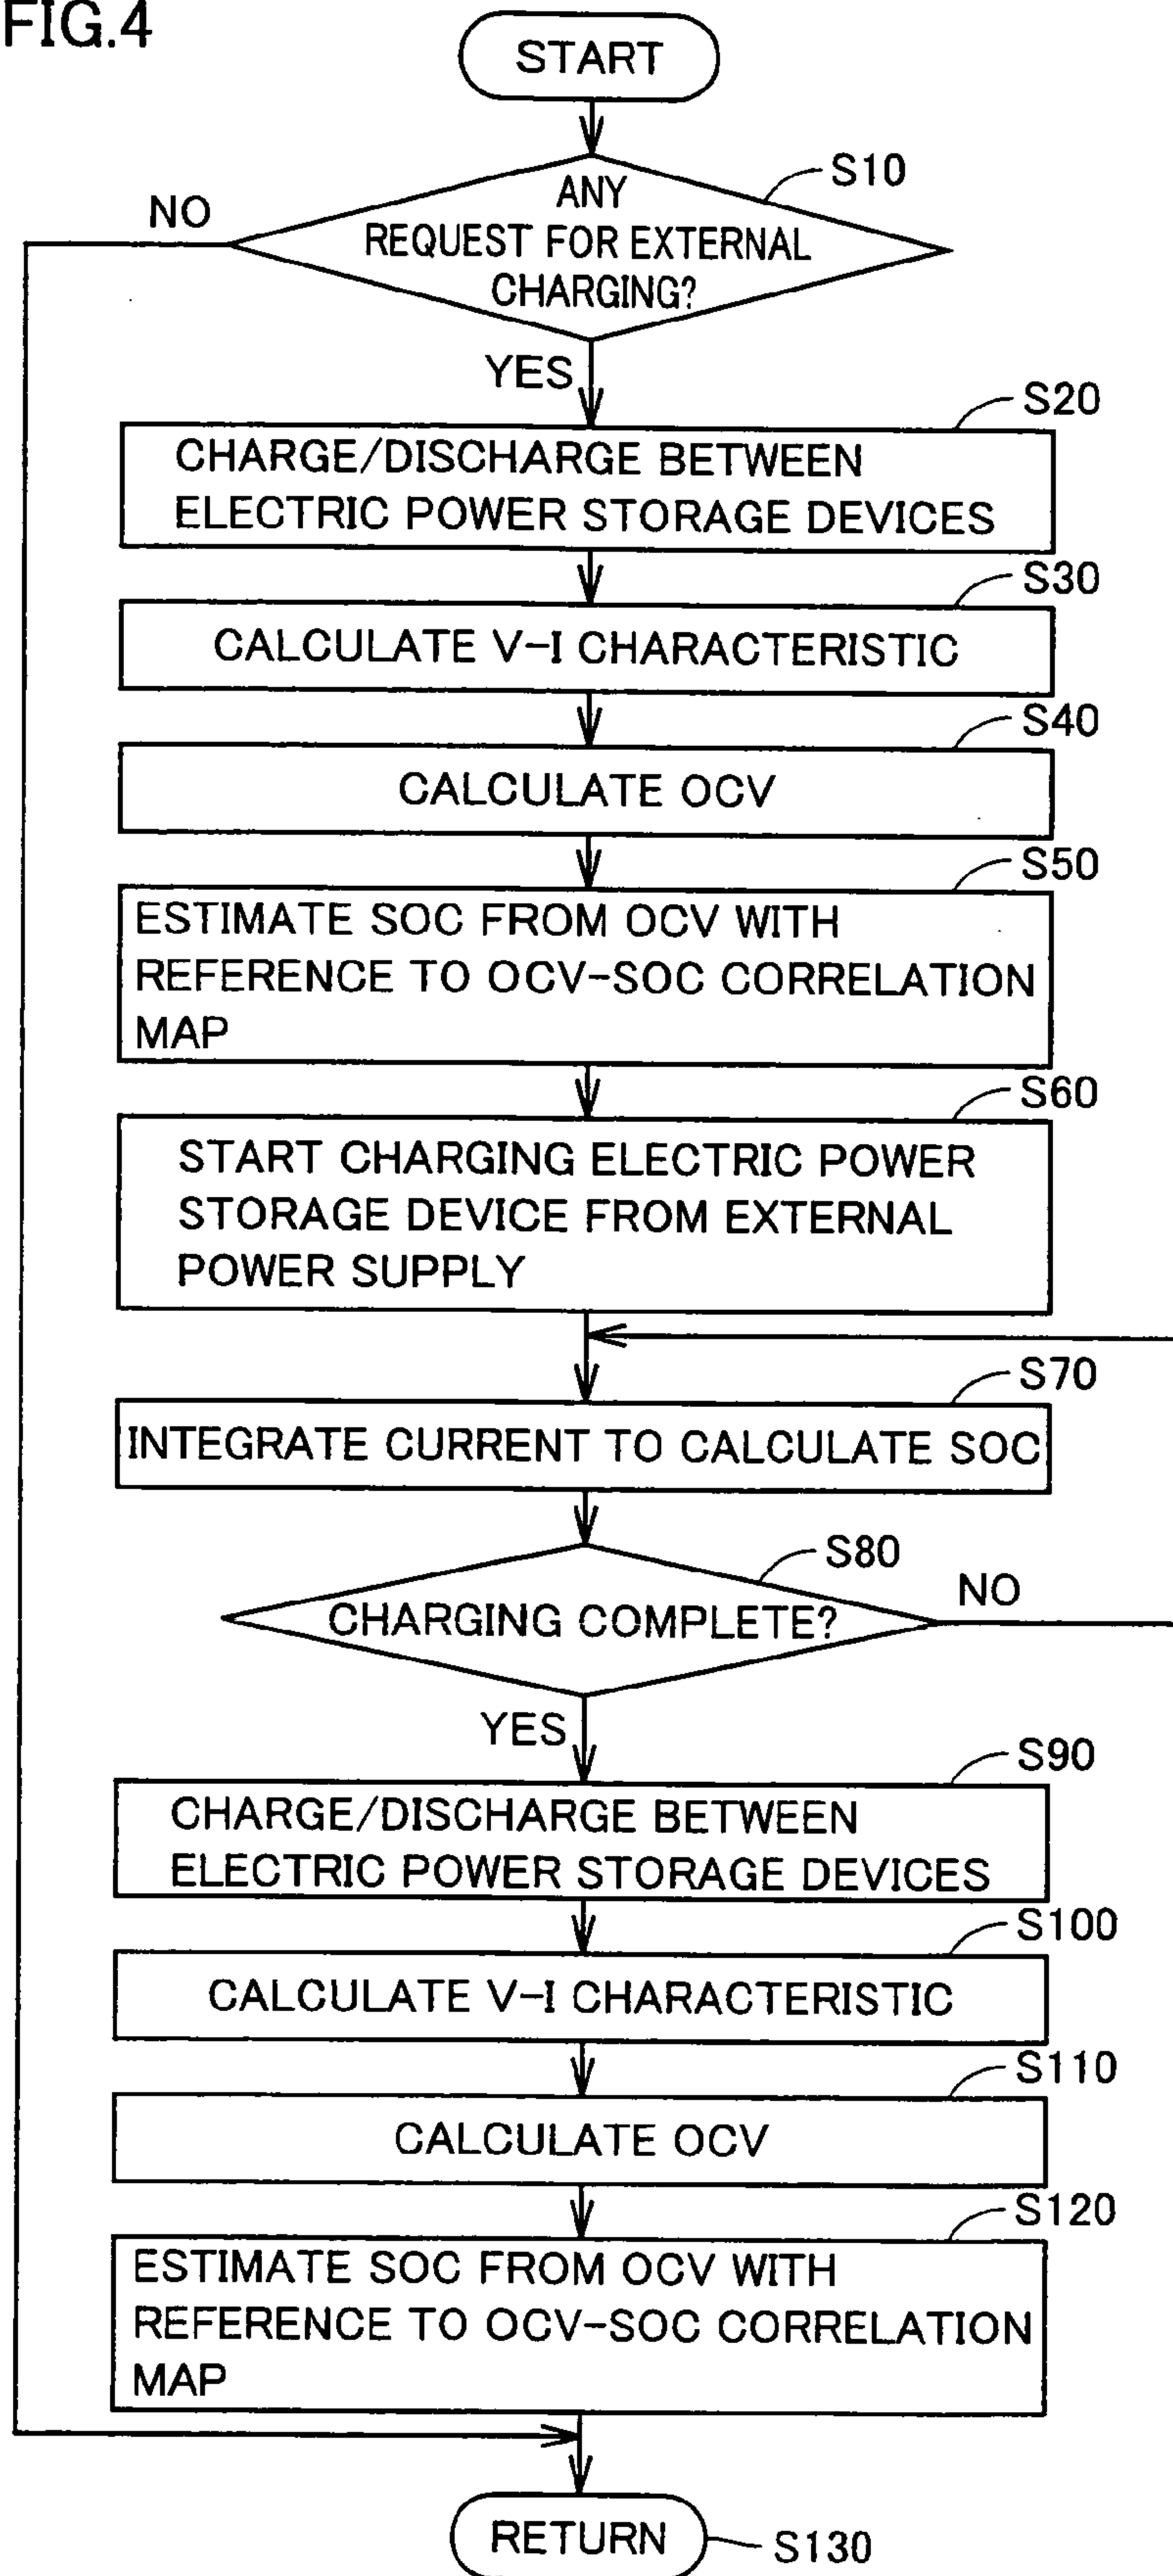 FIG.4
START
S10
ANY
REQUEST FOR EXTERNAL
CHARGING?
NO
YES
S20
CHARGE/DISCHARGE BETWEEN
ELECTRIC POWER STORAGE DEVICES
S30
CALCULATE V-I CHARACTERISTIC
S40
CALCULATE OCV
S50
ESTIMATE SOC FROM OCV WITH
REFERENCE TO OCV-SOC CORRELATION
MAP
S60
START CHARGING ELECTRIC POWER
STORAGE DEVICE FROM EXTERNAL
POWER SUPPLY
S70
INTEGRATE CURRENT TO CALCULATE SOC
S80
CHARGING COMPLETE?
NO
YES
S90
CHARGE/DISCHARGE BETWEEN
ELECTRIC POWER STORAGE DEVICES
S100
CALCULATE V-I CHARACTERISTIC
S110
CALCULATE OCV
S120
ESTIMATE SOC FROM OCV WITH
REFERENCE TO OCV-SOC CORRELATION
MAP
RETURN
S130